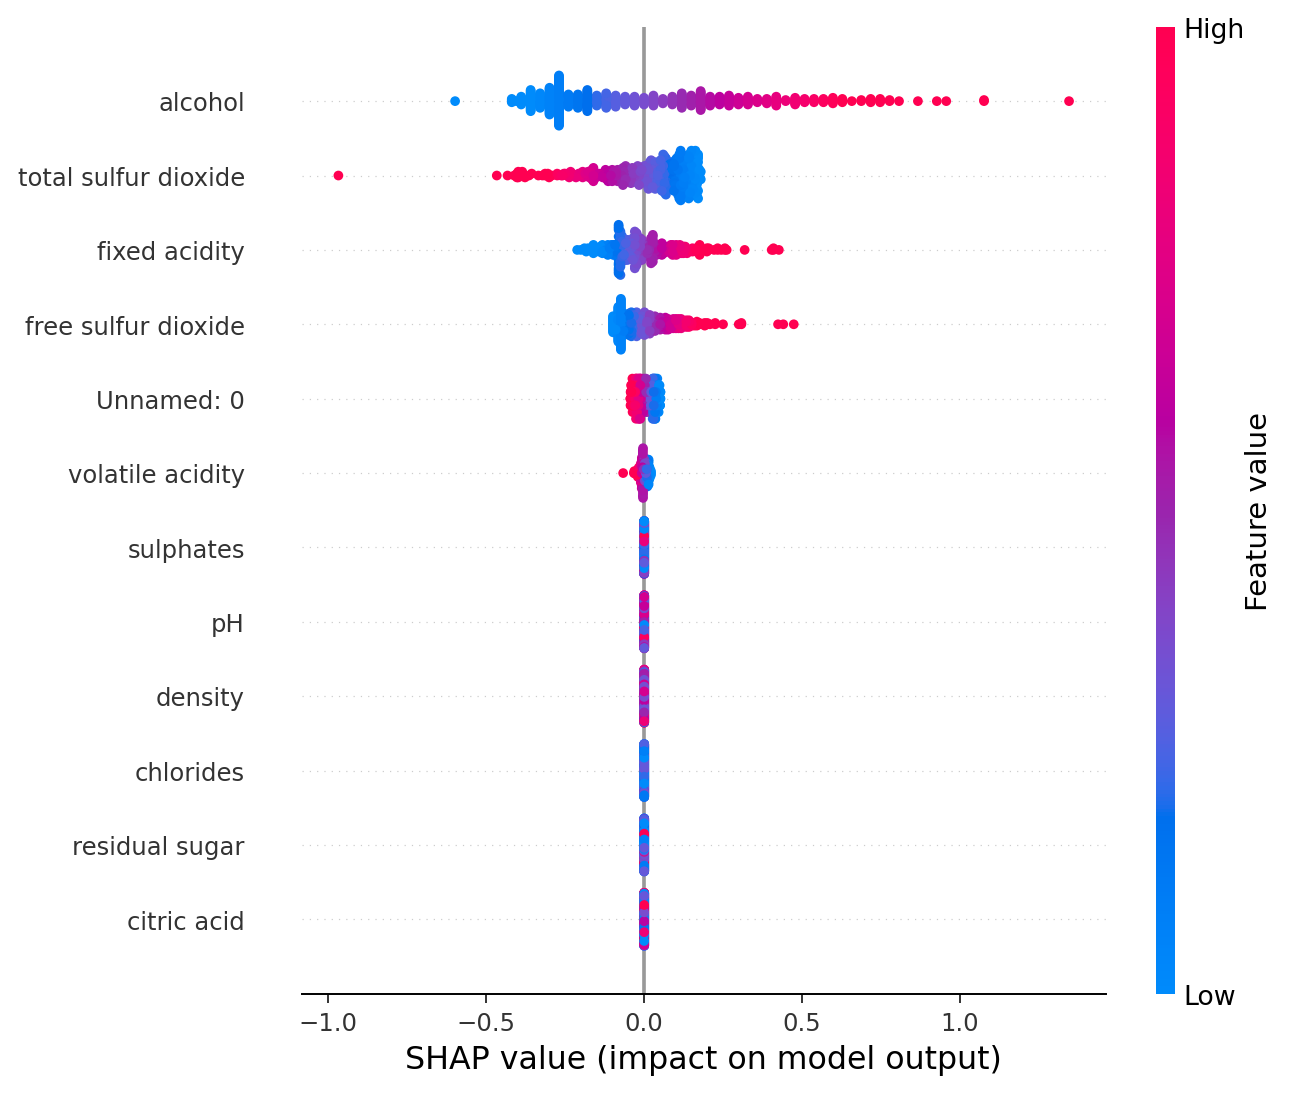 High
alcohol
total sulfur dioxide
fixed acidity
free sulfur dioxide
Unnamed: 0
volatile acidity
sulphates
pH
density
chlorides
residual sugar
citric acid
Feature value
Low
−1.0 −0.5 0.0 0.5 1.0
SHAP value (impact on model output)